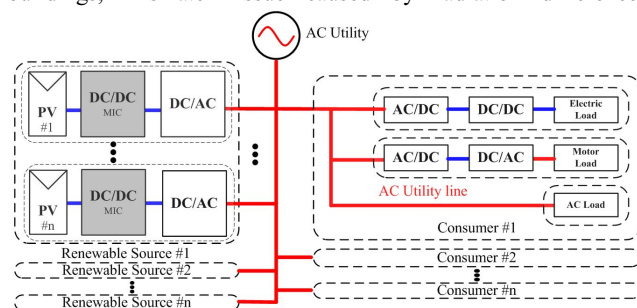 AC Utility
PV
#1
DC/DC
MIC
DC/AC
PV
#n
DC/DC
MIC
DC/AC
Renewable Source #1
Renewable Source #2
Renewable Source #n
AC/DC
DC/DC
Electric
Load
AC/DC
DC/AC
Motor
Load
AC Utility line
AC Load
Consumer #1
Consumer #2
Consumer #n